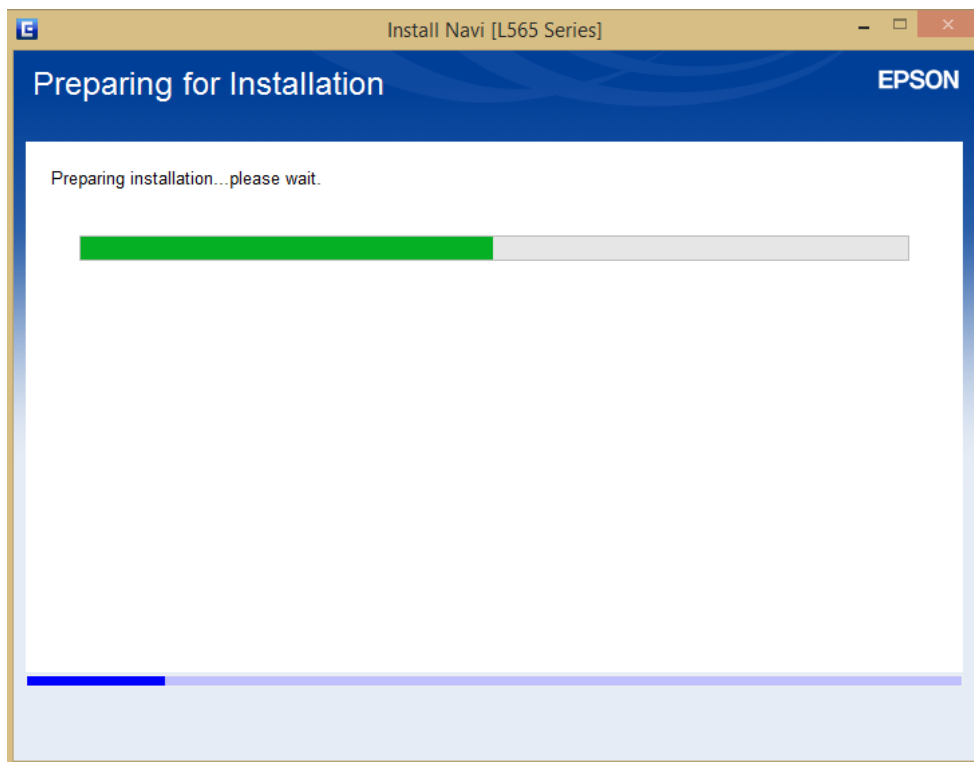 Install Navi [L565 Series]
Preparing for Installation
EPSON
Preparing installation...please wait.